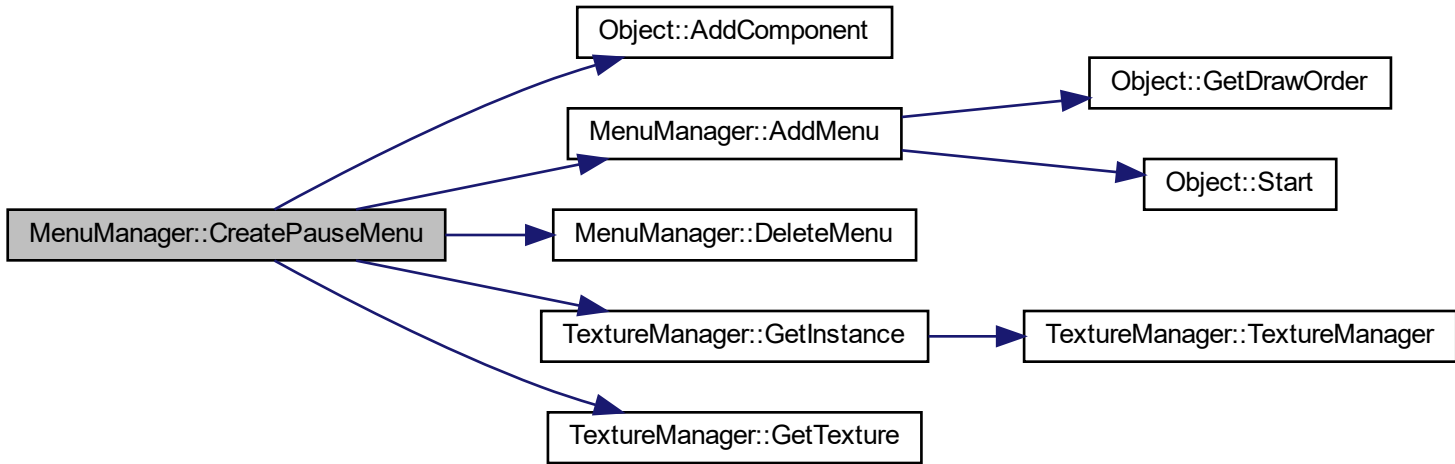 Object::AddComponent
Object::GetDrawOrder
MenuManager::AddMenu
Object::Start
MenuManager::CreatePauseMenu
MenuManager::DeleteMenu
TextureManager::GetInstance
TextureManager::TextureManager
TextureManager::GetTexture